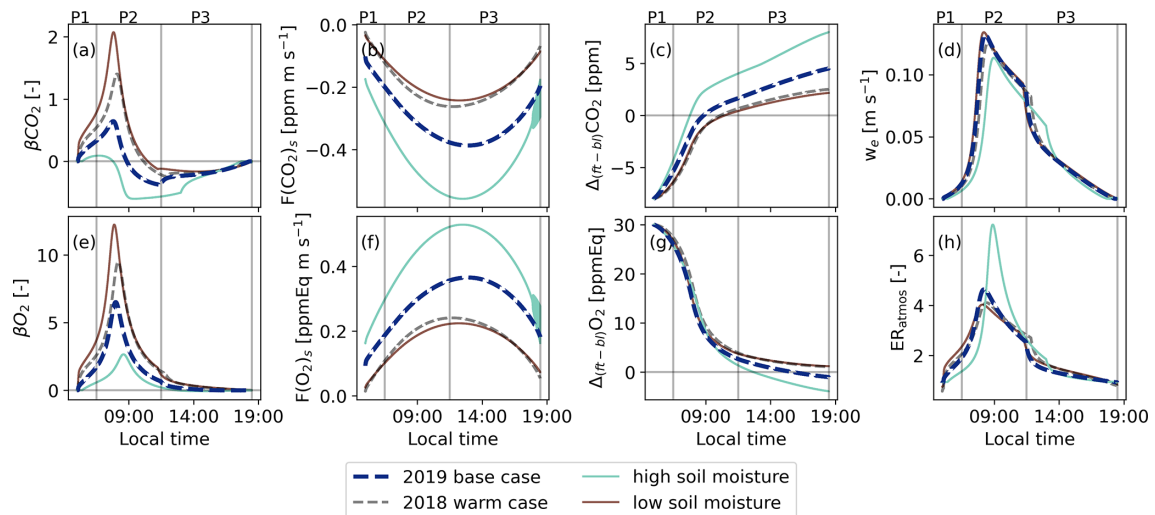 P1 P2 P3
P1 P2 P3
P1 P2 P3
P1 P2 P3
(a)
βCO₂ [-]
2
1
0
(b)
F(CO₂)ₛ [ppm m s⁻¹]
0.0
−0.2
−0.4
(c)
Δ(ft − bl)CO₂ [ppm]
5
0
−5
(d)
wₑ [m s⁻¹]
0.10
0.05
0.00
(e)
βO₂ [-]
10
5
0
09:00 14:00 19:00
Local time
(f)
F(O₂)ₛ [ppmEq m s⁻¹]
0.4
0.2
0.0
09:00 14:00 19:00
Local time
(g)
Δ(ft − bl)O₂ [ppmEq]
30
20
10
0
09:00 14:00 19:00
Local time
(h)
ERatmos [-]
6
4
2
09:00 14:00 19:00
Local time
2019 base case
2018 warm case
high soil moisture
low soil moisture